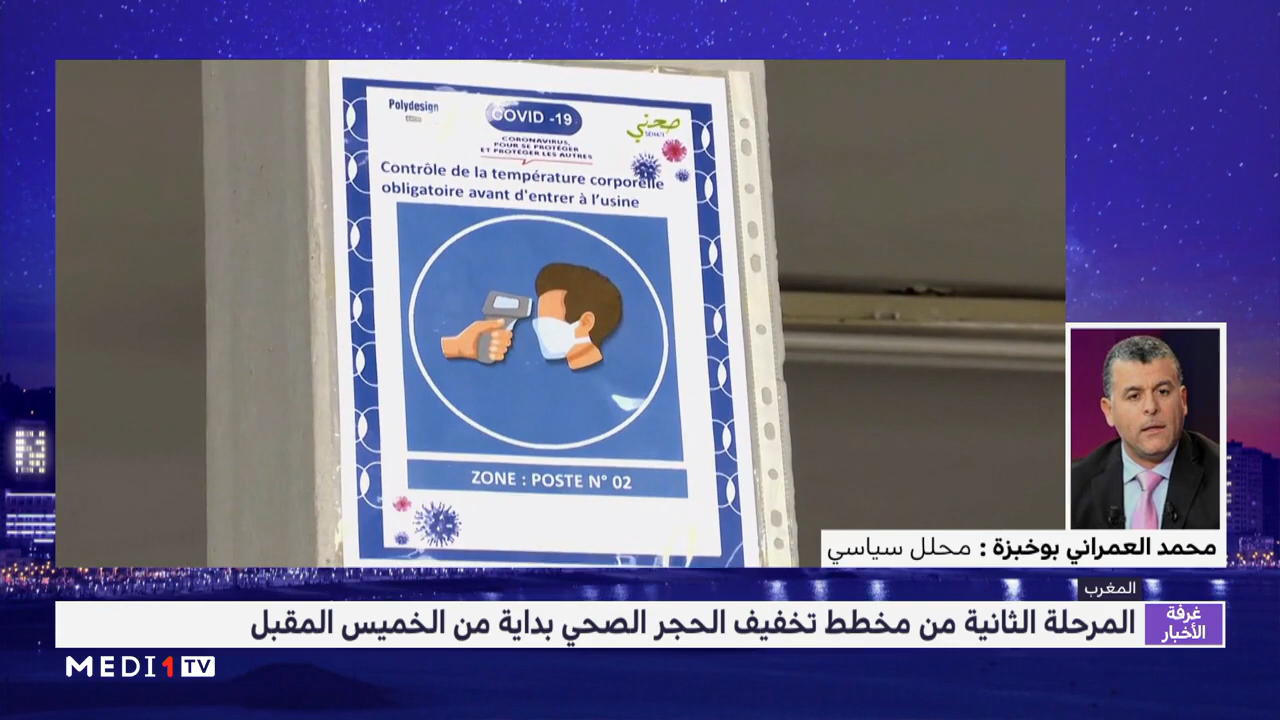 Polydesign
COVID -19
صحتي
CORONAVIRUS,
POUR SE PROTÉGER
ET PROTÉGER LES AUTRES
Contrôle de la température corporelle
obligatoire avant d'entrer à l'usine
ZONE : POSTE N° 02
محمد العمراني بوخبزة : محلل سياسي
المغرب
غرفة
الأخبار
المرحلة الثانية من مخطط تخفيف الحجر الصحي بداية من الخميس المقبل
MEDI1TV